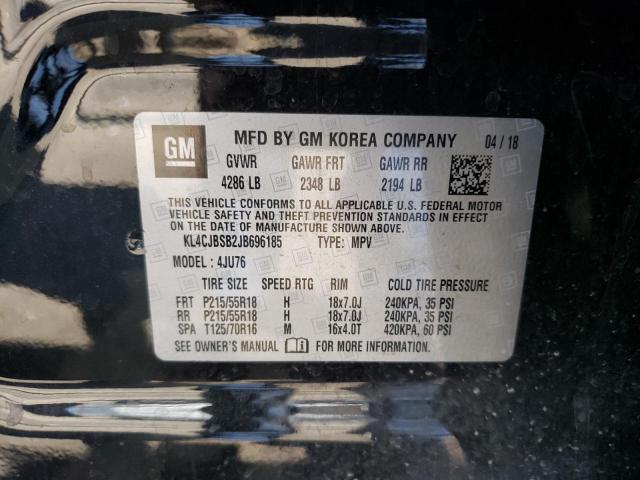 GM MFD BY GM KOREA COMPANY 04 / 18
GVWR GAWR FRT GAWR RR
4286 LB 2348 LB 2194 LB
THIS VEHICLE CONFORMS TO ALL APPLICABLE U.S. FEDERAL MOTOR
VEHICLE SAFETY AND THEFT PREVENTION STANDARDS IN EFFECT ON
THE DATE OF MANUFACTURE SHOWN ABOVE.
KL4CJBSB2JB696185 TYPE: MPV
MODEL : 4JU76
TIRE SIZE SPEED RTG RIM COLD TIRE PRESSURE
FRT P215/55R18 H 18x7.0J 240KPA, 35 PSI
RR P215/55R18 H 18x7.0J 240KPA, 35 PSI
SPA T125/70R16 M 16x4.0T 420KPA, 60 PSI
SEE OWNER'S MANUAL FOR MORE INFORMATION.